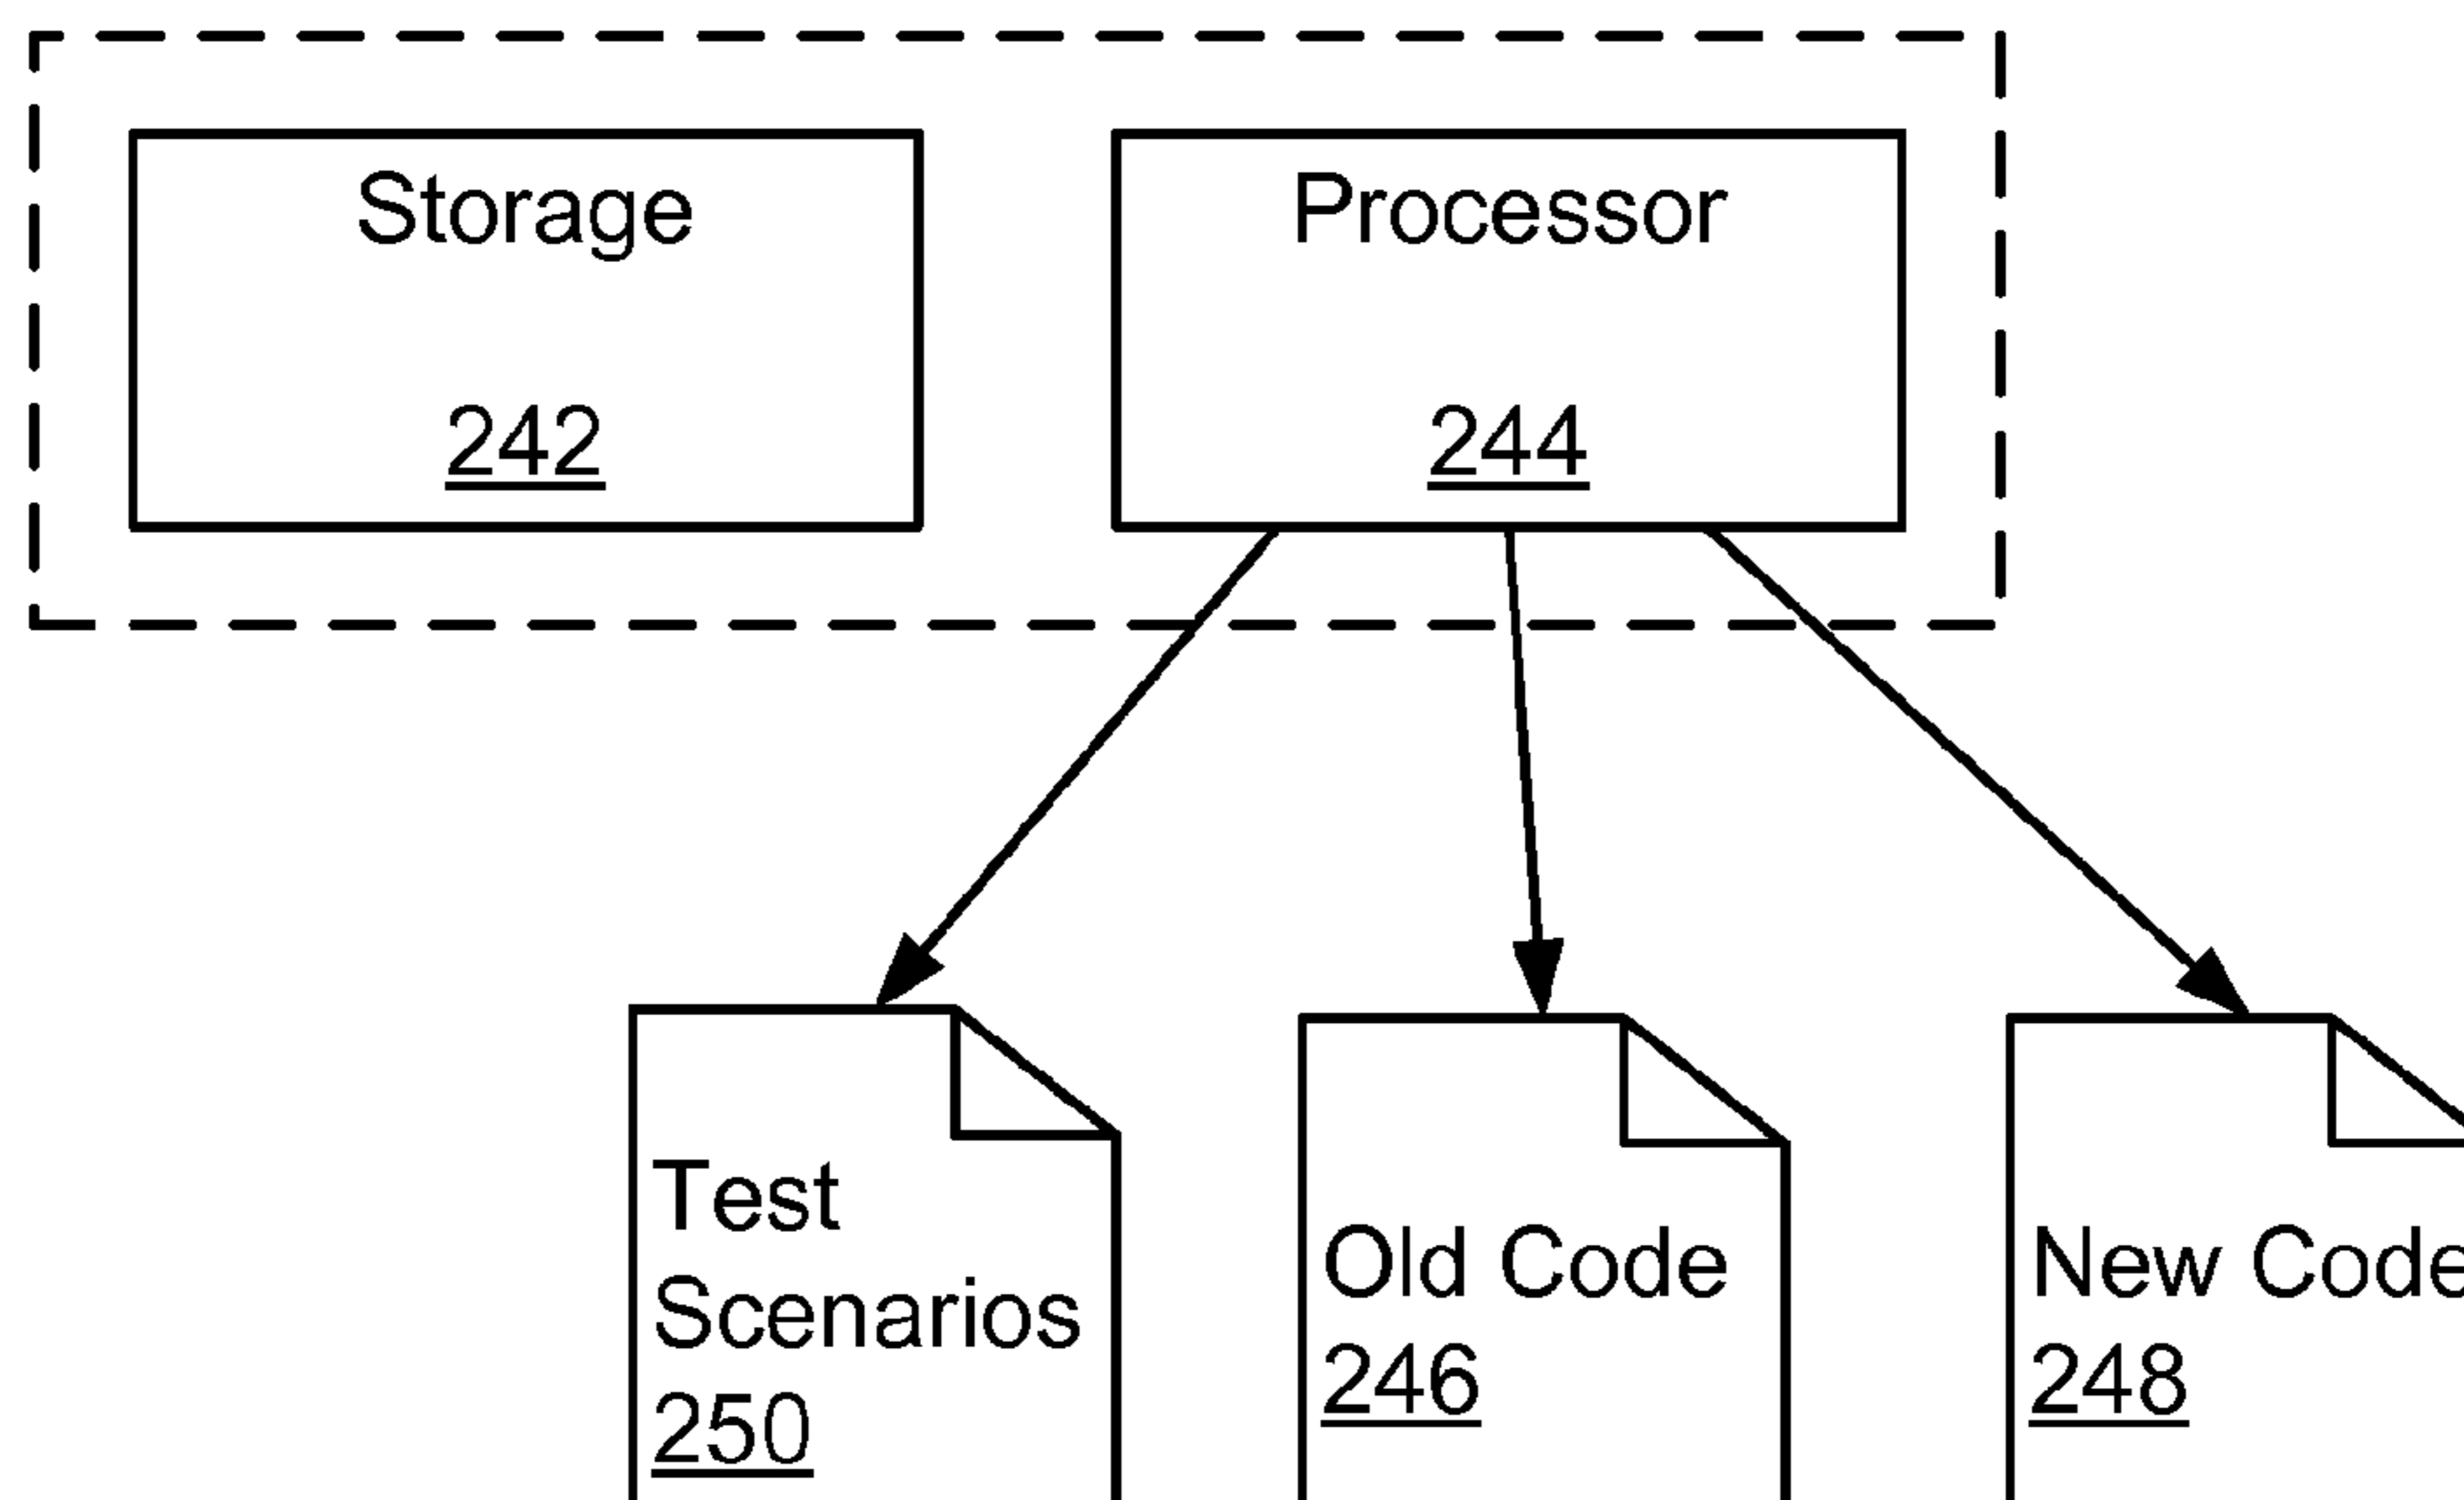 Storage
242
Processor
244
Test
Scenarios
250
Old Code
246
New Code
248